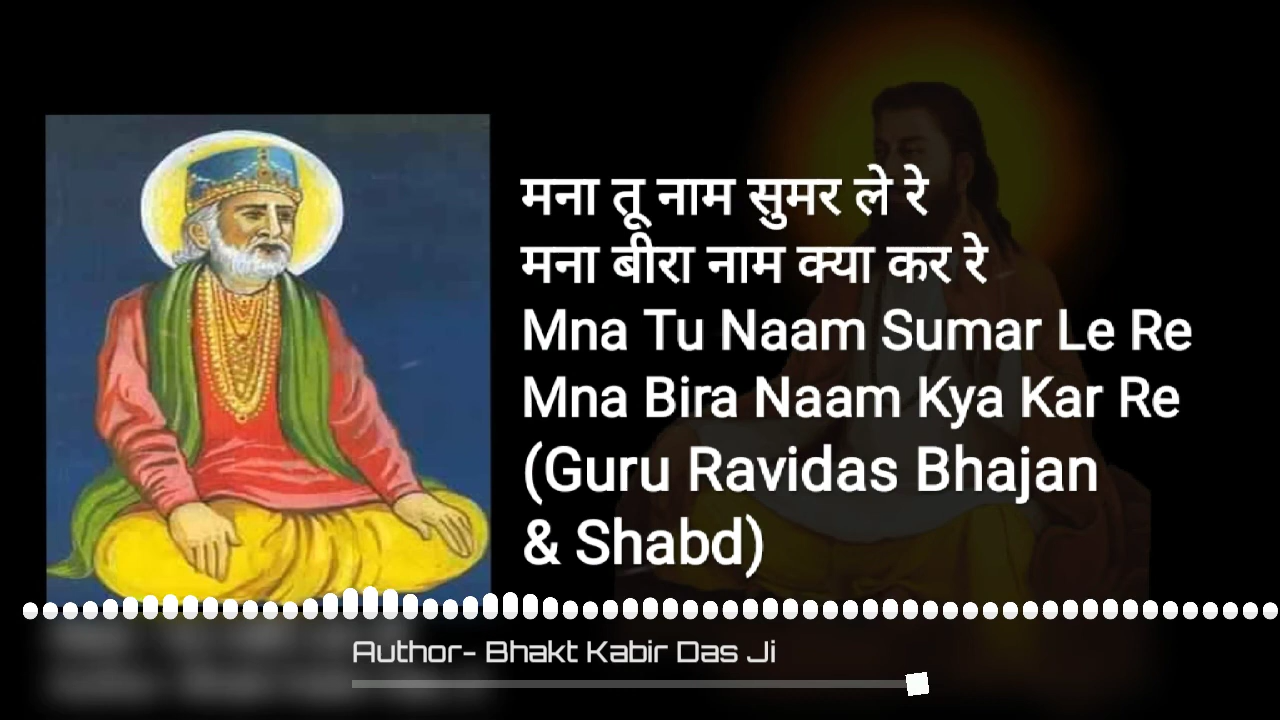 मना तू नाम सुमर ले रे
मना बीरा नाम क्या कर रे
Mna Tu Naam Sumar Le Re
Mna Bira Naam Kya Kar Re
(Guru Ravidas Bhajan
& Shabd)
Author- Bhakt Kabir Das Ji